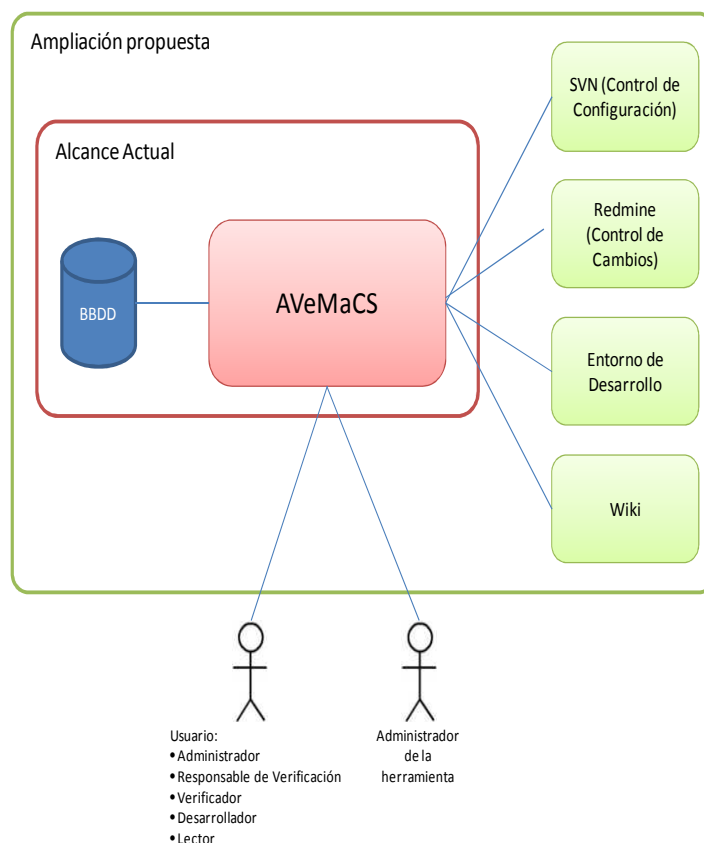 Ampliación propuesta
SVN (Control de
Configuración)
Alcance Actual
Redmine
(Control de
Cambios)
AVeMaCS
BBDD
Entorno de
Desarrollo
Wiki
Usuario:
•Administrador
•Responsable de Verificación
•Verificador
•Desarrollador
•Lector
Administrador
de la
herramienta